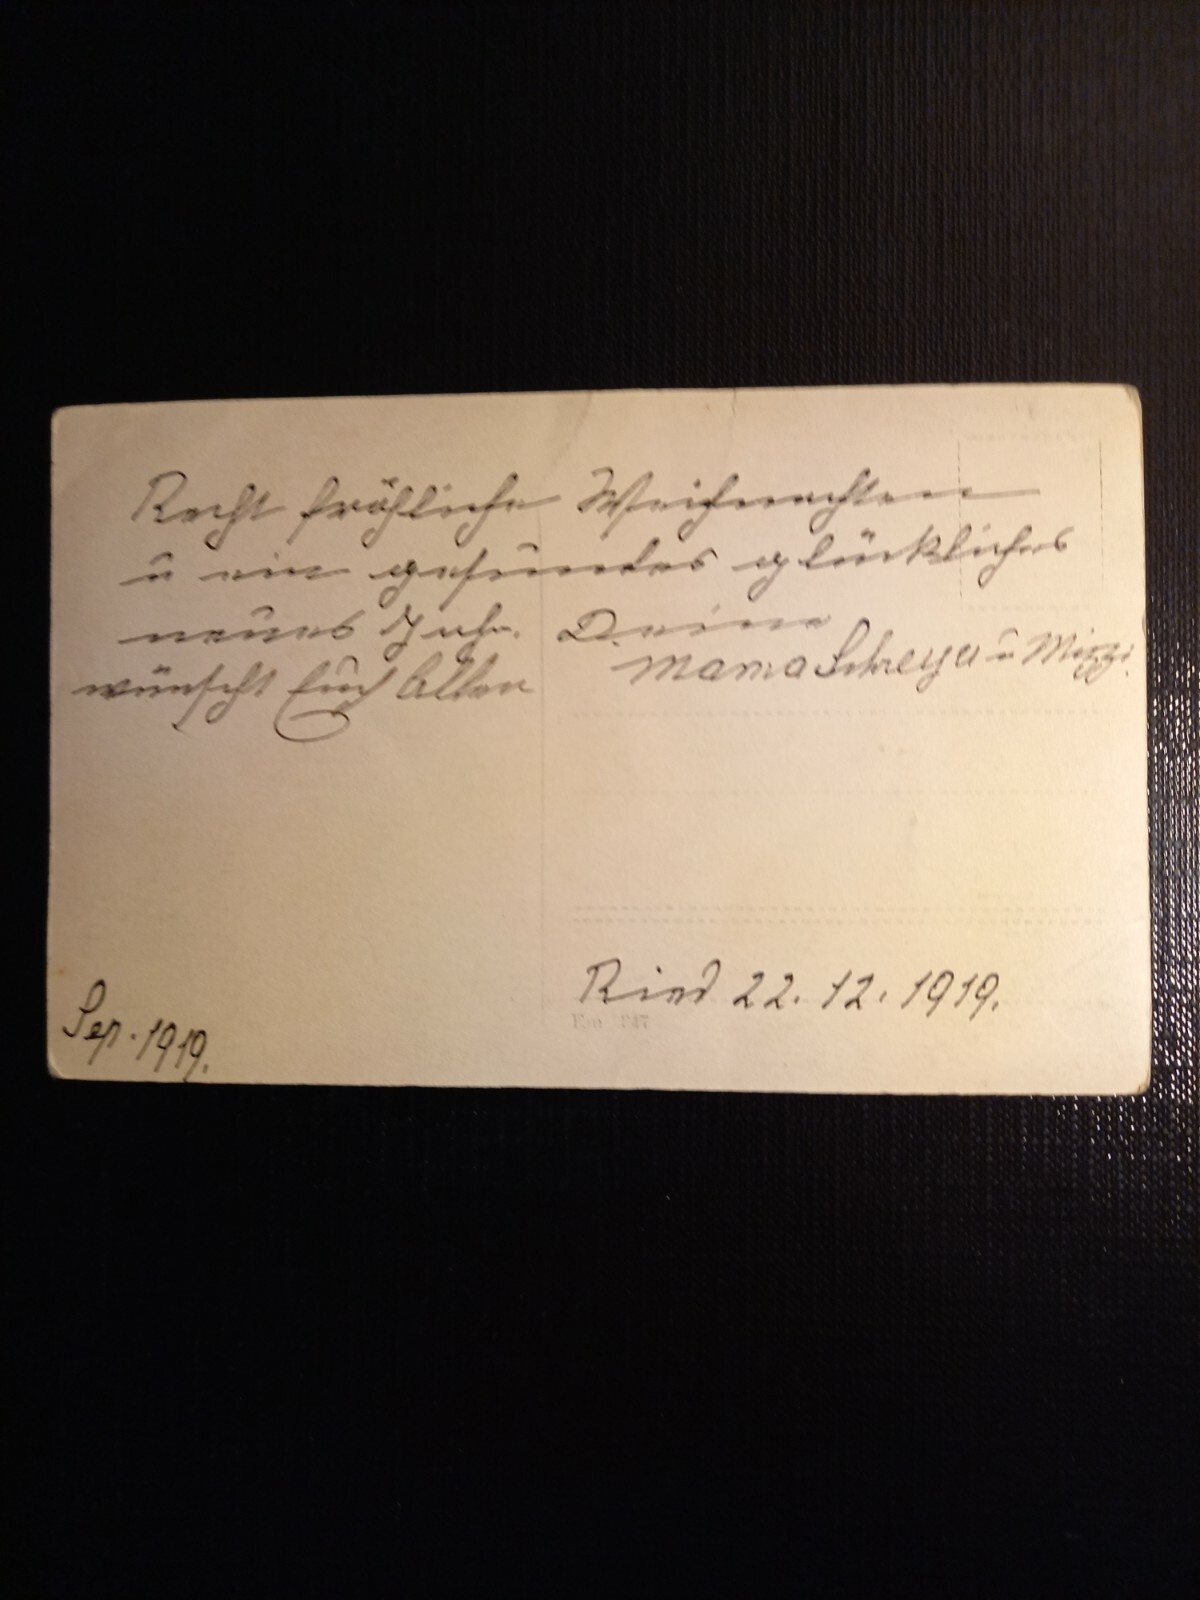 Recht fröhliche Weihnachten
u ein gesundes glückliches
neues Jahr. Deine
wünscht Euch Allen
Mama Schreyer u Mizzi.
Ried 22. 12. 1919.
Sep. 1919.